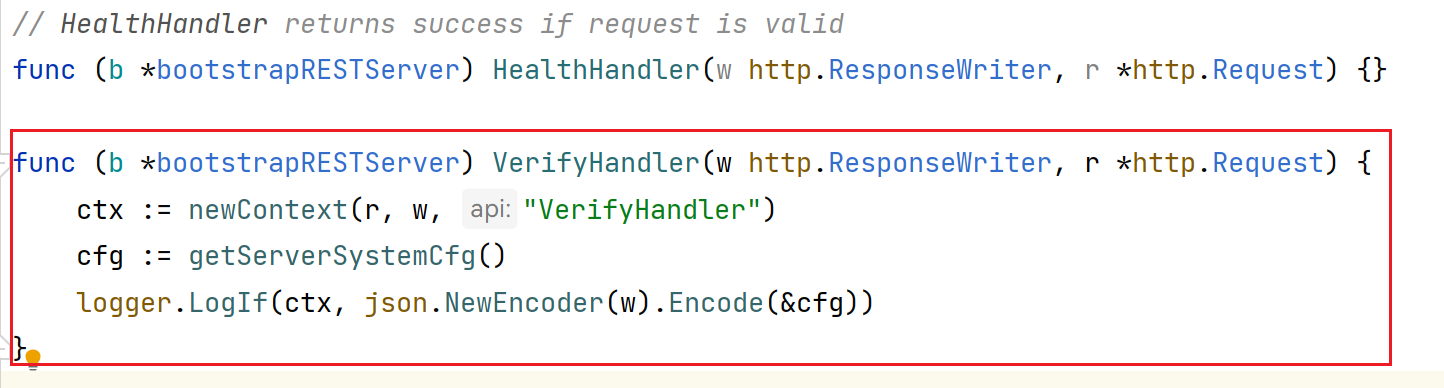 // HealthHandler returns success if request is valid
func (b *bootstrapRESTServer) HealthHandler(w http.ResponseWriter, r *http.Request) {}
func (b *bootstrapRESTServer) VerifyHandler(w http.ResponseWriter, r *http.Request) {
    ctx := newContext(r, w, api: "VerifyHandler")
    cfg := getServerSystemCfg()
    logger.LogIf(ctx, json.NewEncoder(w).Encode(&cfg))
}